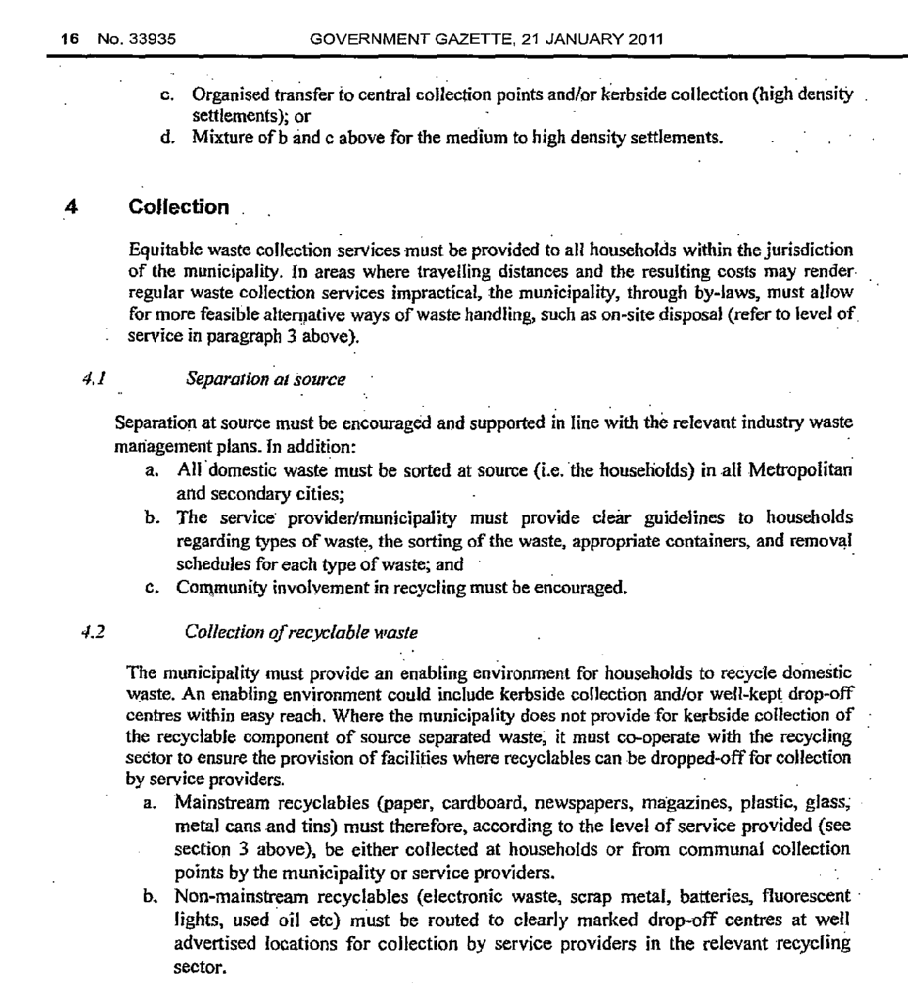 16 No. 33935 GOVERNMENT GAZETTE, 21 JANUARY 2011
c. Organised transfer to central collection points and/or kerbside collection (high density
settlements); or
d. Mixture of b and c above for the medium to high density settlements.
4 Collection
Equitable waste collection services must be provided to all households within the jurisdiction
of the municipality. In areas where travelling distances and the resulting costs may render
regular waste collection services impractical, the municipality, through by-laws, must allow
for more feasible alternative ways of waste handling, such as on-site disposal (refer to level of
service in paragraph 3 above).
4.1 Separation at source
Separation at source must be encouraged and supported in line with the relevant industry waste
management plans. In addition:
a. All domestic waste must be sorted at source (i.e. the households) in all Metropolitan
and secondary cities;
b. The service provider/municipality must provide clear guidelines to households
regarding types of waste, the sorting of the waste, appropriate containers, and removal
schedules for each type of waste; and
c. Community involvement in recycling must be encouraged.
4.2 Collection of recyclable waste
The municipality must provide an enabling environment for households to recycle domestic
waste. An enabling environment could include kerbside collection and/or well-kept drop-off
centres within easy reach. Where the municipality does not provide for kerbside collection of
the recyclable component of source separated waste, it must co-operate with the recycling
sector to ensure the provision of facilities where recyclables can be dropped-off for collection
by service providers.
a. Mainstream recyclables (paper, cardboard, newspapers, magazines, plastic, glass,
metal cans and tins) must therefore, according to the level of service provided (see
section 3 above), be either collected at households or from communal collection
points by the municipality or service providers.
b. Non-mainstream recyclables (electronic waste, scrap metal, batteries, fluorescent
lights, used oil etc) must be routed to clearly marked drop-off centres at well
advertised locations for collection by service providers in the relevant recycling
sector.